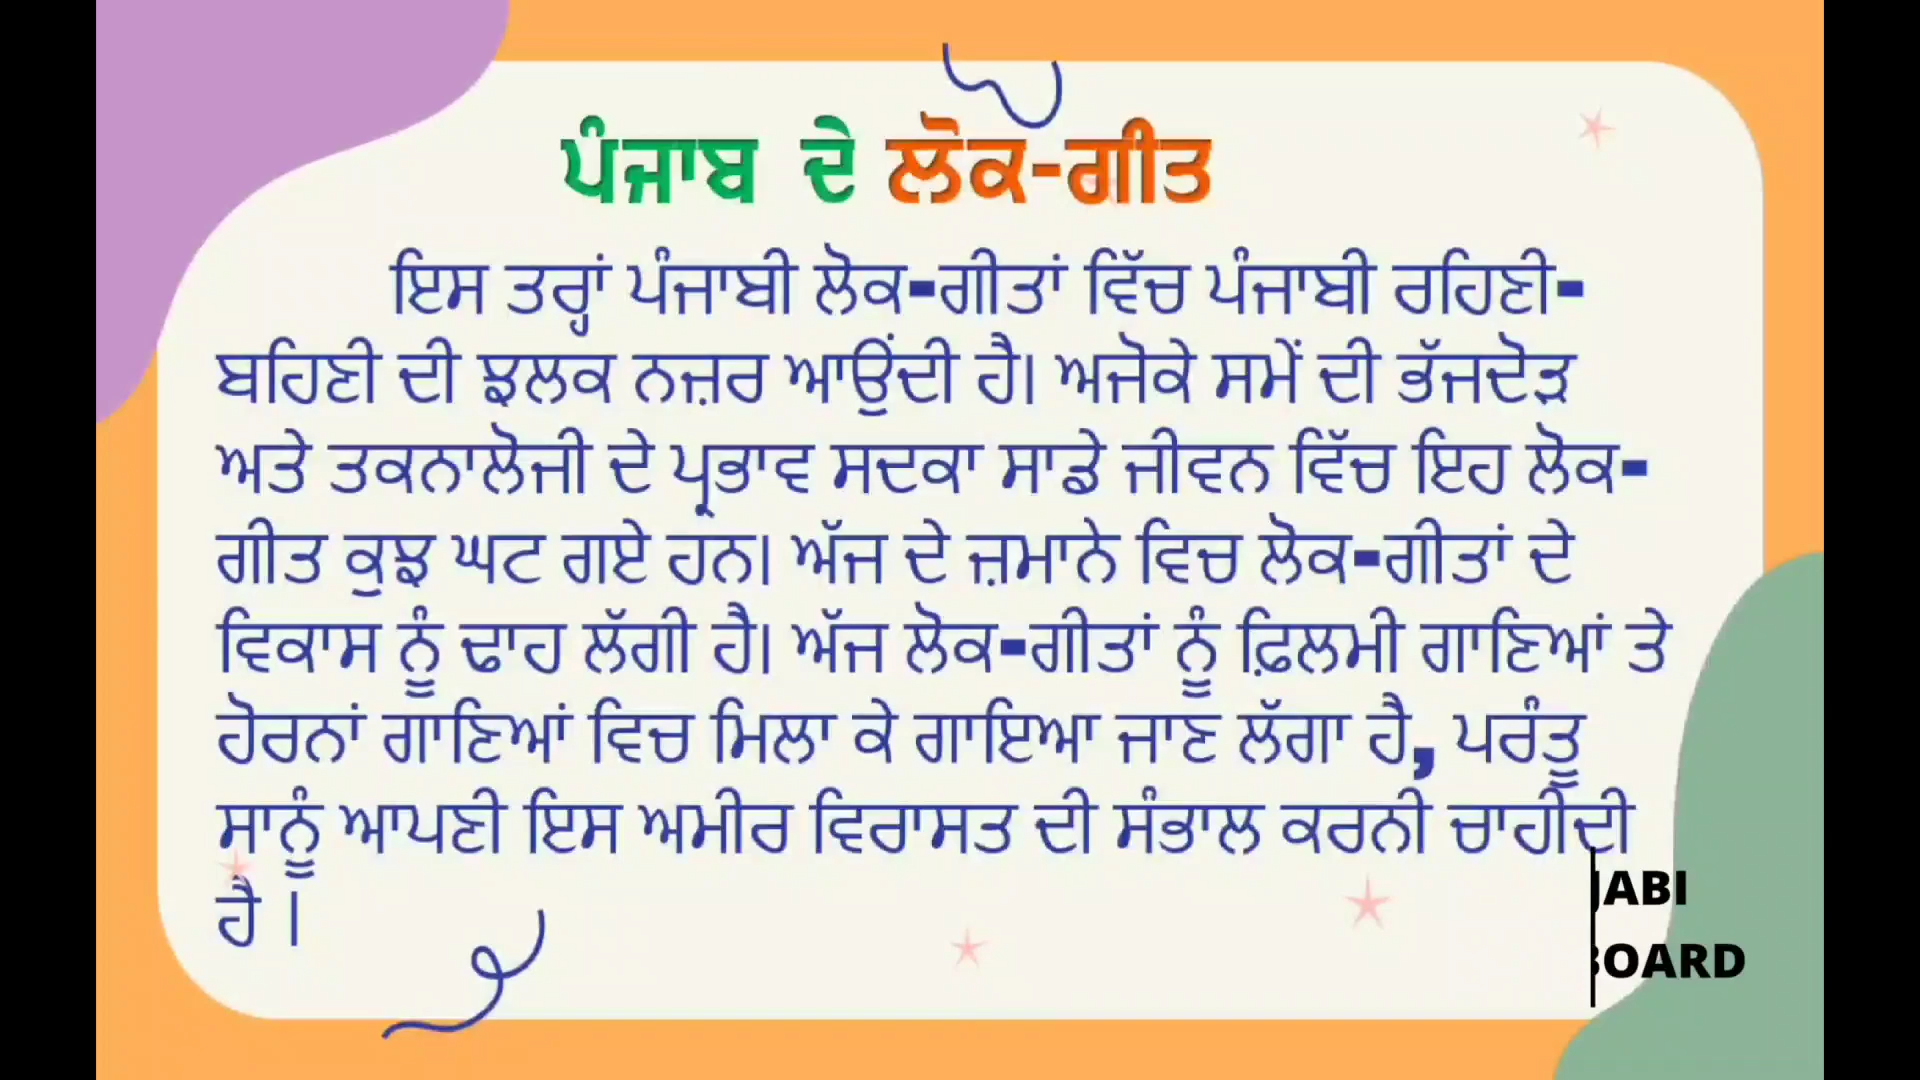 ਪੰਜਾਬ ਦੇ ਲੋਕ-ਗੀਤ
ਇਸ ਤਰ੍ਹਾਂ ਪੰਜਾਬੀ ਲੋਕ-ਗੀਤਾਂ ਵਿੱਚ ਪੰਜਾਬੀ ਰਹਿਣੀ-
ਬਹਿਣੀ ਦੀ ਝਲਕ ਨਜ਼ਰ ਆਉਂਦੀ ਹੈ। ਅਜੋਕੇ ਸਮੇਂ ਦੀ ਭੱਜਦੋੜ
ਅਤੇ ਤਕਨਾਲੋਜੀ ਦੇ ਪ੍ਰਭਾਵ ਸਦਕਾ ਸਾਡੇ ਜੀਵਨ ਵਿੱਚ ਇਹ ਲੋਕ-
ਗੀਤ ਕੁਝ ਘਟ ਗਏ ਹਨ। ਅੱਜ ਦੇ ਜ਼ਮਾਨੇ ਵਿਚ ਲੋਕ-ਗੀਤਾਂ ਦੇ
ਵਿਕਾਸ ਨੂੰ ਢਾਹ ਲੱਗੀ ਹੈ। ਅੱਜ ਲੋਕ-ਗੀਤਾਂ ਨੂੰ ਫ਼ਿਲਮੀ ਗਾਣਿਆਂ ਤੇ
ਹੋਰਨਾਂ ਗਾਣਿਆਂ ਵਿਚ ਮਿਲਾ ਕੇ ਗਾਇਆ ਜਾਣ ਲੱਗਾ ਹੈ, ਪਰੰਤੂ
ਸਾਨੂੰ ਆਪਣੀ ਇਸ ਅਮੀਰ ਵਿਰਾਸਤ ਦੀ ਸੰਭਾਲ ਕਰਨੀ ਚਾਹੀਦੀ
ਹੈ।
JABI
BOARD